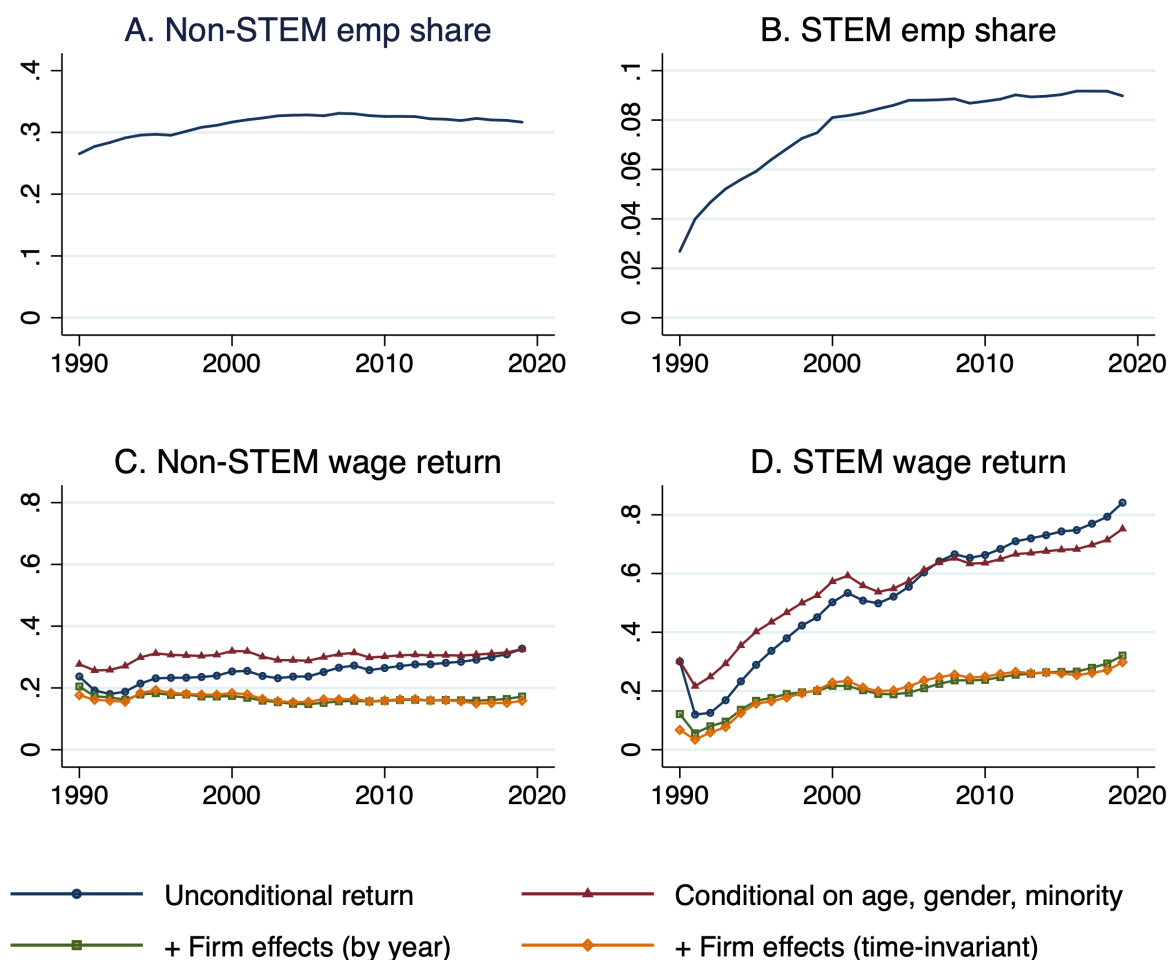 A. Non-STEM emp share
.4
.3
.2
.1
0
1990 2000 2010 2020
B. STEM emp share
.1
.08
.06
.04
.02
0
1990 2000 2010 2020
C. Non-STEM wage return
.8
.6
.4
.2
0
1990 2000 2010 2020
D. STEM wage return
.8
.6
.4
.2
0
1990 2000 2010 2020
Unconditional return
Conditional on age, gender, minority
+ Firm effects (by year)
+ Firm effects (time-invariant)